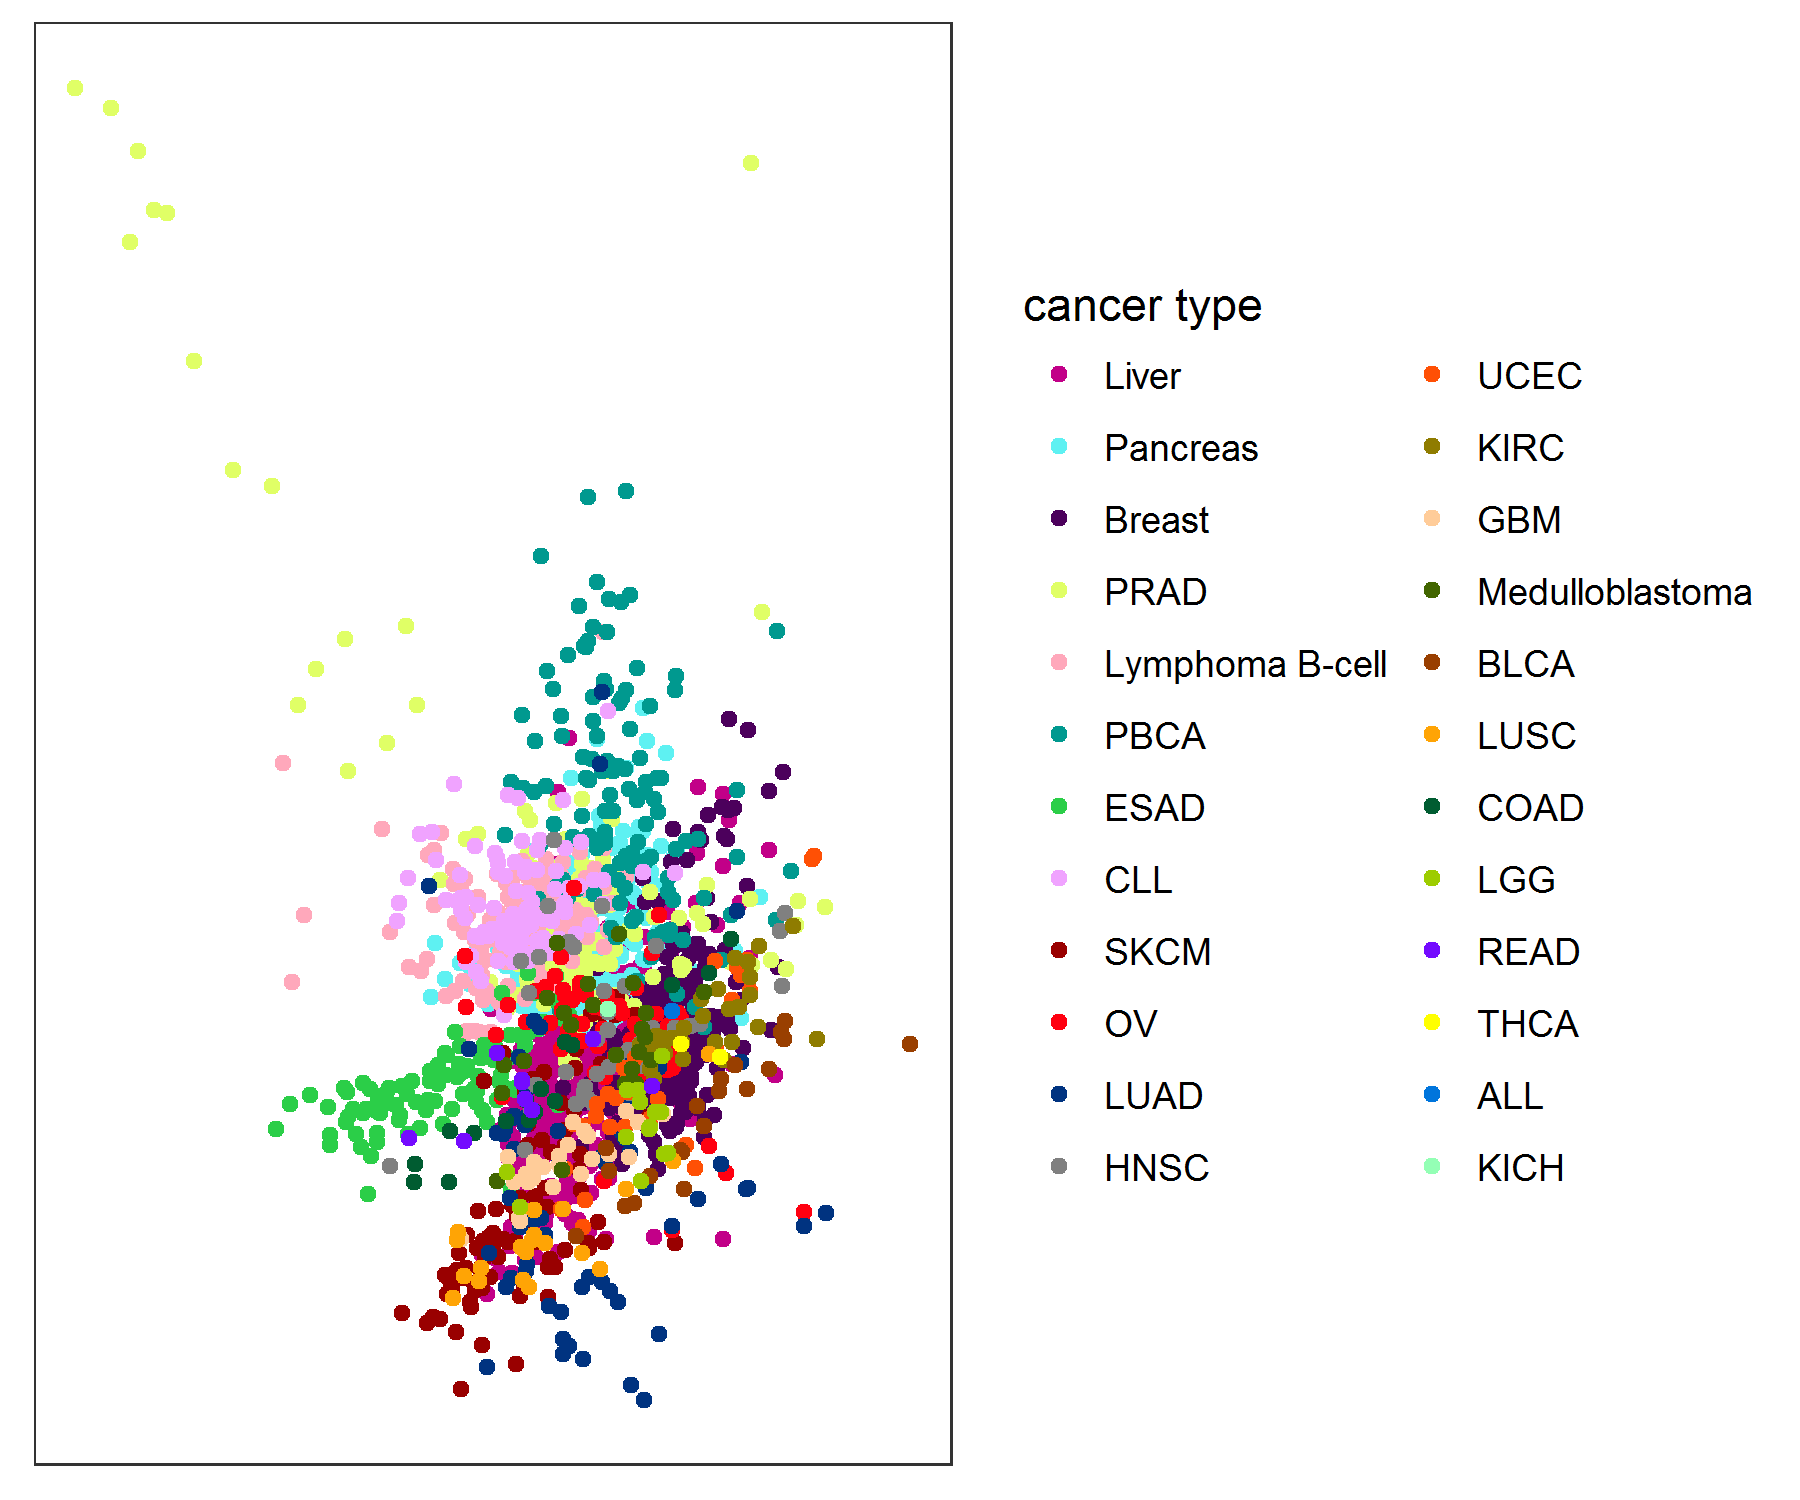 cancer type
Liver
Pancreas
Breast
PRAD
Lymphoma B-cell
PBCA
ESAD
CLL
SKCM
OV
LUAD
HNSC
UCEC
KIRC
GBM
Medulloblastoma
BLCA
LUSC
COAD
LGG
READ
THCA
ALL
KICH